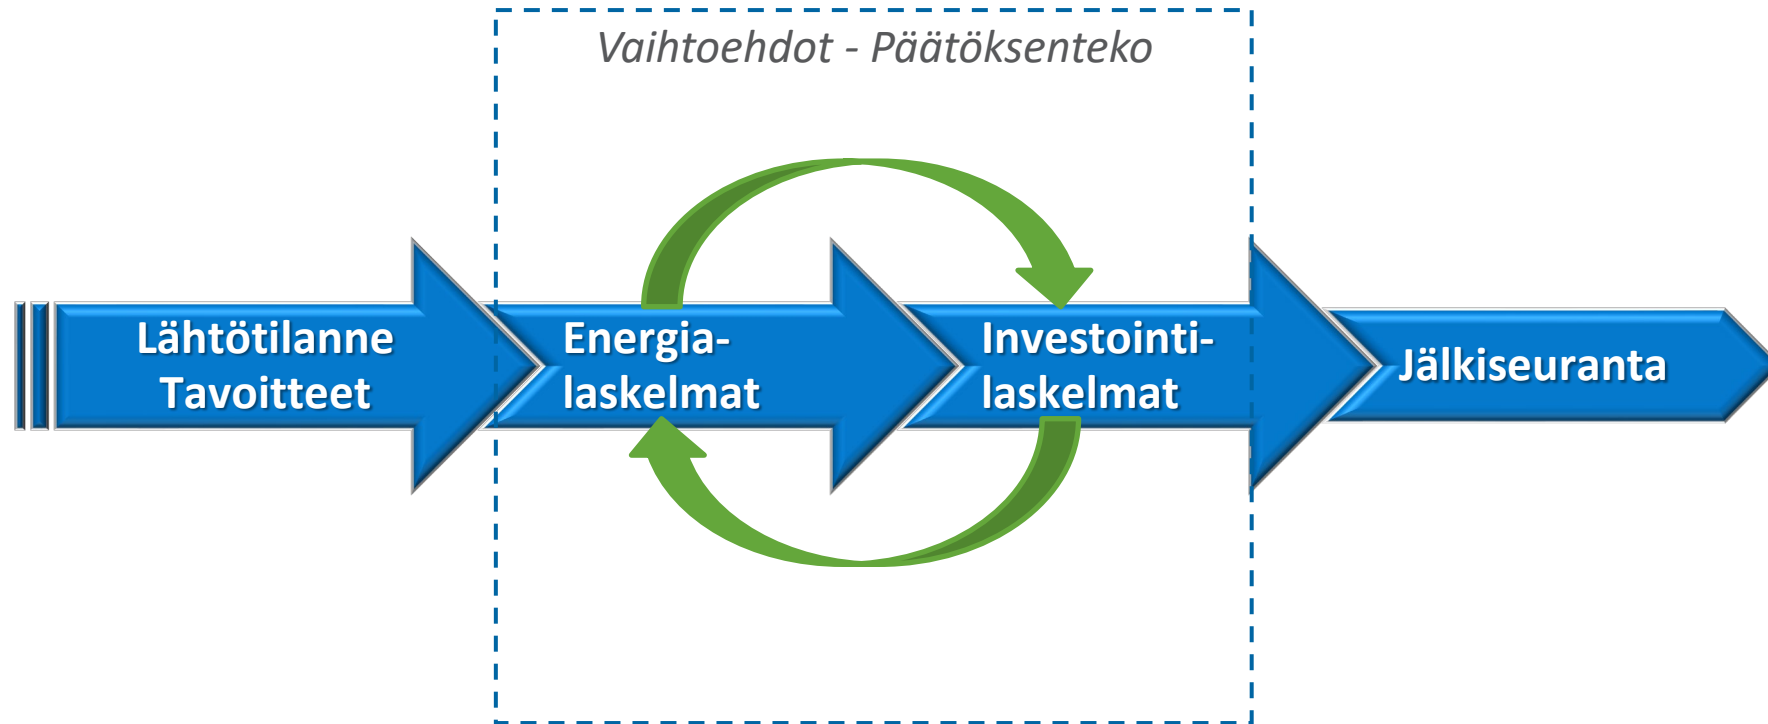 Vaihtoehdot - Päätöksenteko
Lähtötilanne
Tavoitteet
Energia-
laskelmat
Investointi-
laskelmat
Jälkiseuranta